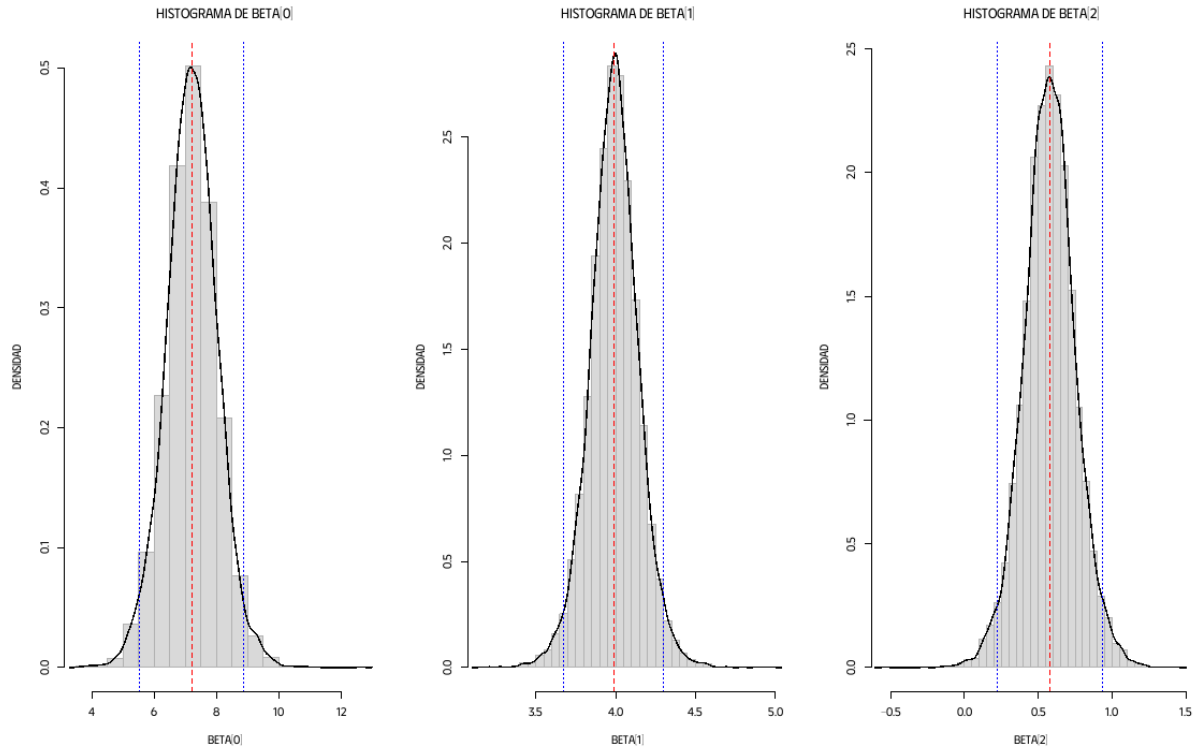 HISTOGRAMA DE BETA[0]
DENSIDAD
0.5
0.4
0.3
0.2
0.1
0.0
4 6 8 10 12
BETA[0]
HISTOGRAMA DE BETA[1]
DENSIDAD
2.5
2.0
1.5
1.0
0.5
0.0
3.5 4.0 4.5 5.0
BETA[1]
HISTOGRAMA DE BETA[2]
DENSIDAD
2.5
2.0
1.5
1.0
0.5
0.0
-0.5 0.0 0.5 1.0 1.5
BETA[2]